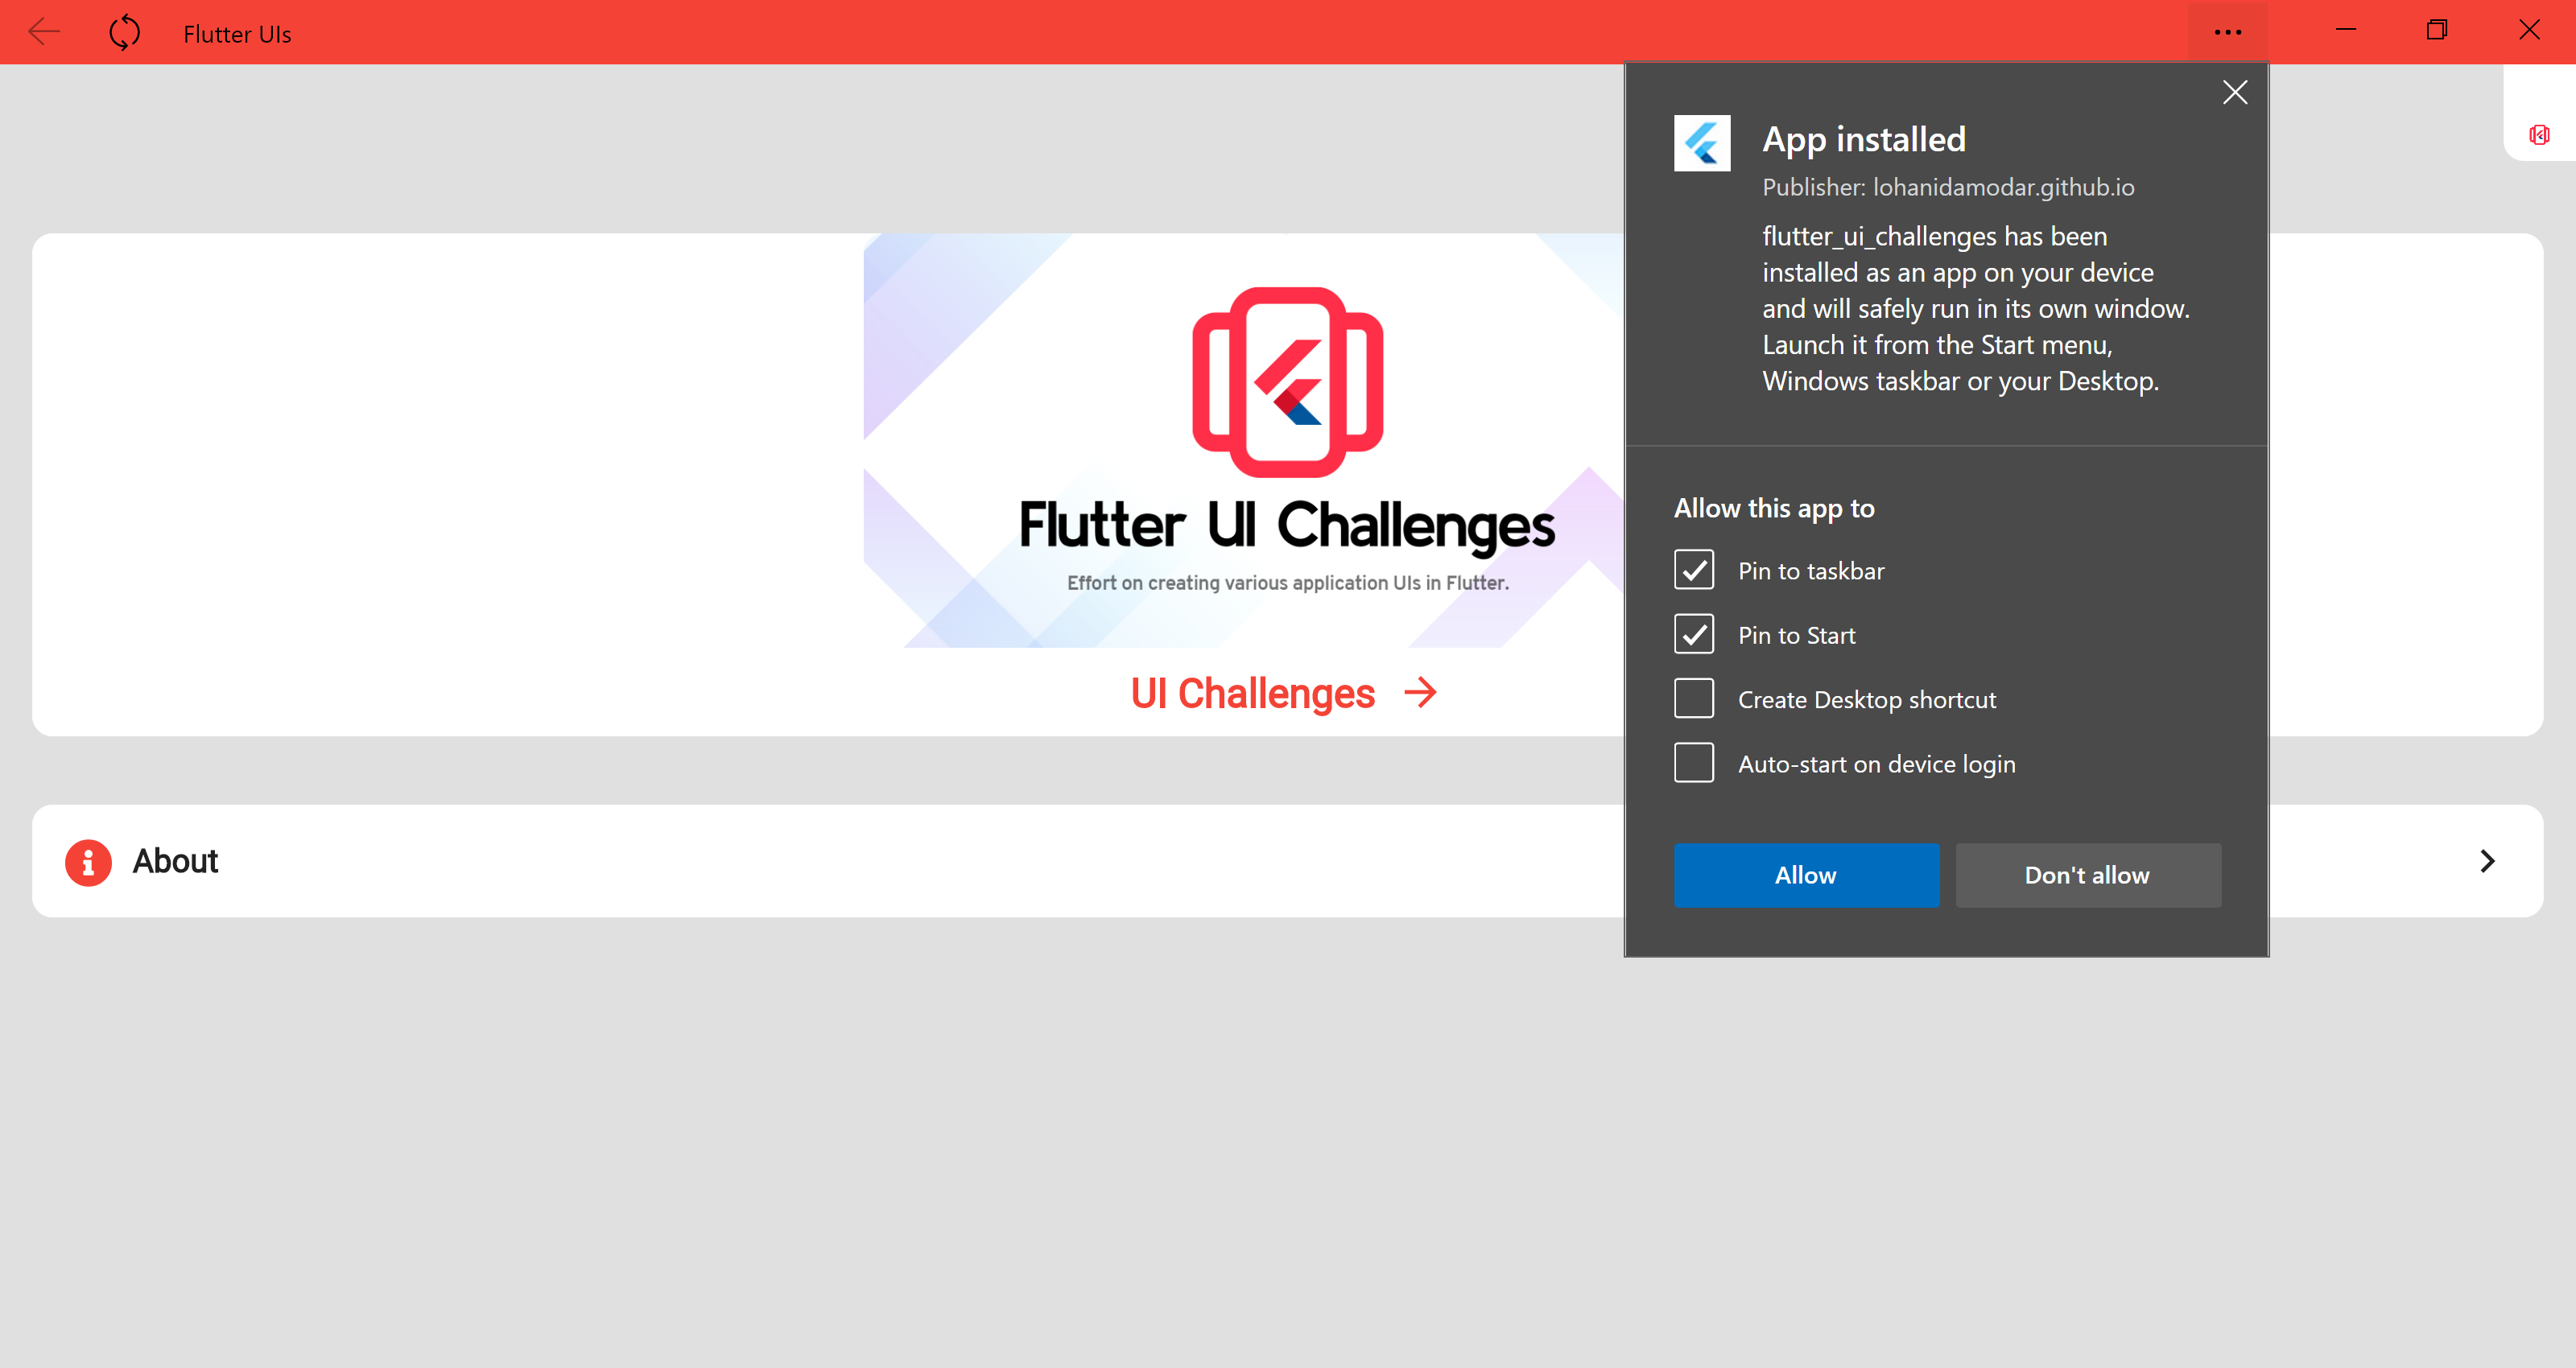 Flutter UIs
App installed
Publisher: lohanidamodar.github.io
flutter_ui_challenges has been
installed as an app on your device
and will safely run in its own window.
Launch it from the Start menu,
Windows taskbar or your Desktop.
Allow this app to
Pin to taskbar
Pin to Start
Create Desktop shortcut
Auto-start on device login
Allow
Don't allow
Flutter UI Challenges
Effort on creating various application UIs in Flutter.
UI Challenges
About